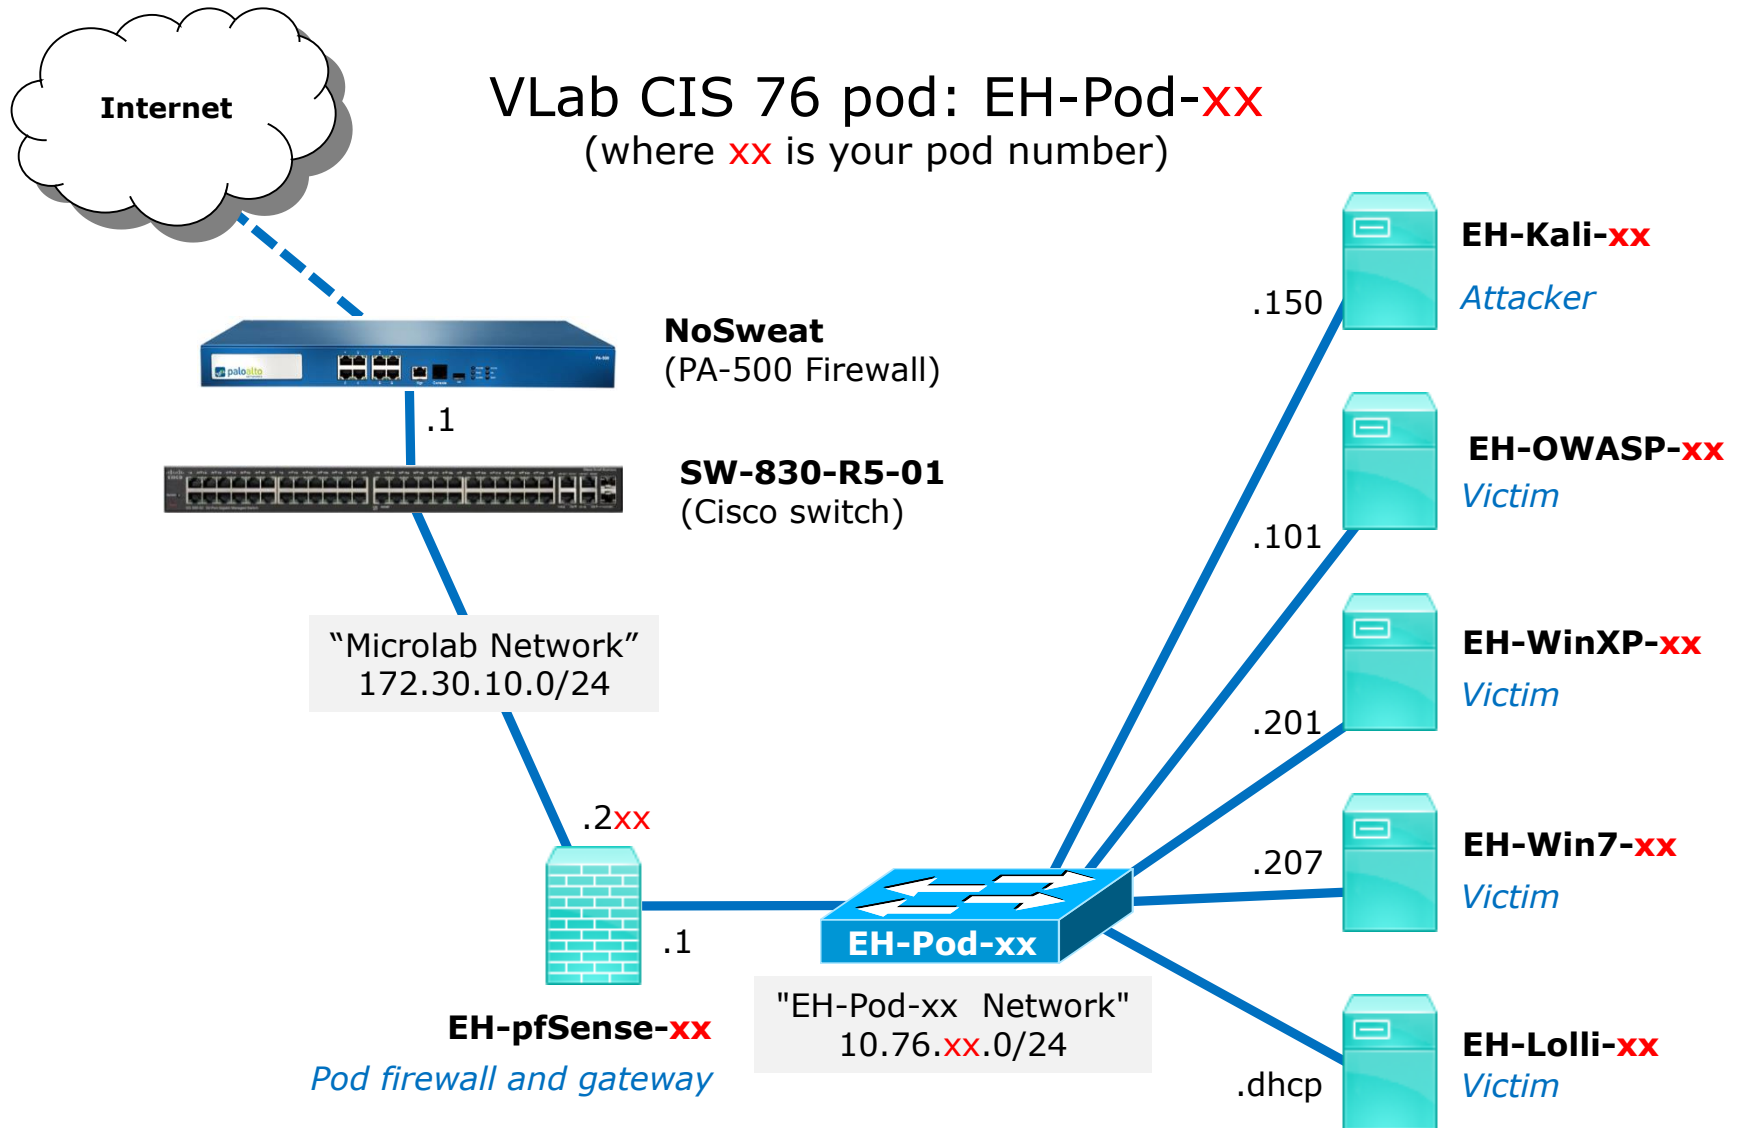 Internet
VLab CIS 76 pod: EH-Pod-xx
(where xx is your pod number)
paloalto
PA-500
NoSweat
(PA-500 Firewall)
.1
SW-830-R5-01
(Cisco switch)
“Microlab Network”
172.30.10.0/24
.2xx
.1
EH-pfSense-xx
Pod firewall and gateway
EH-Pod-xx
"EH-Pod-xx  Network"
10.76.xx.0/24
.150
EH-Kali-xx
Attacker
.101
EH-OWASP-xx
Victim
.201
EH-WinXP-xx
Victim
.207
EH-Win7-xx
Victim
.dhcp
EH-Lolli-xx
Victim